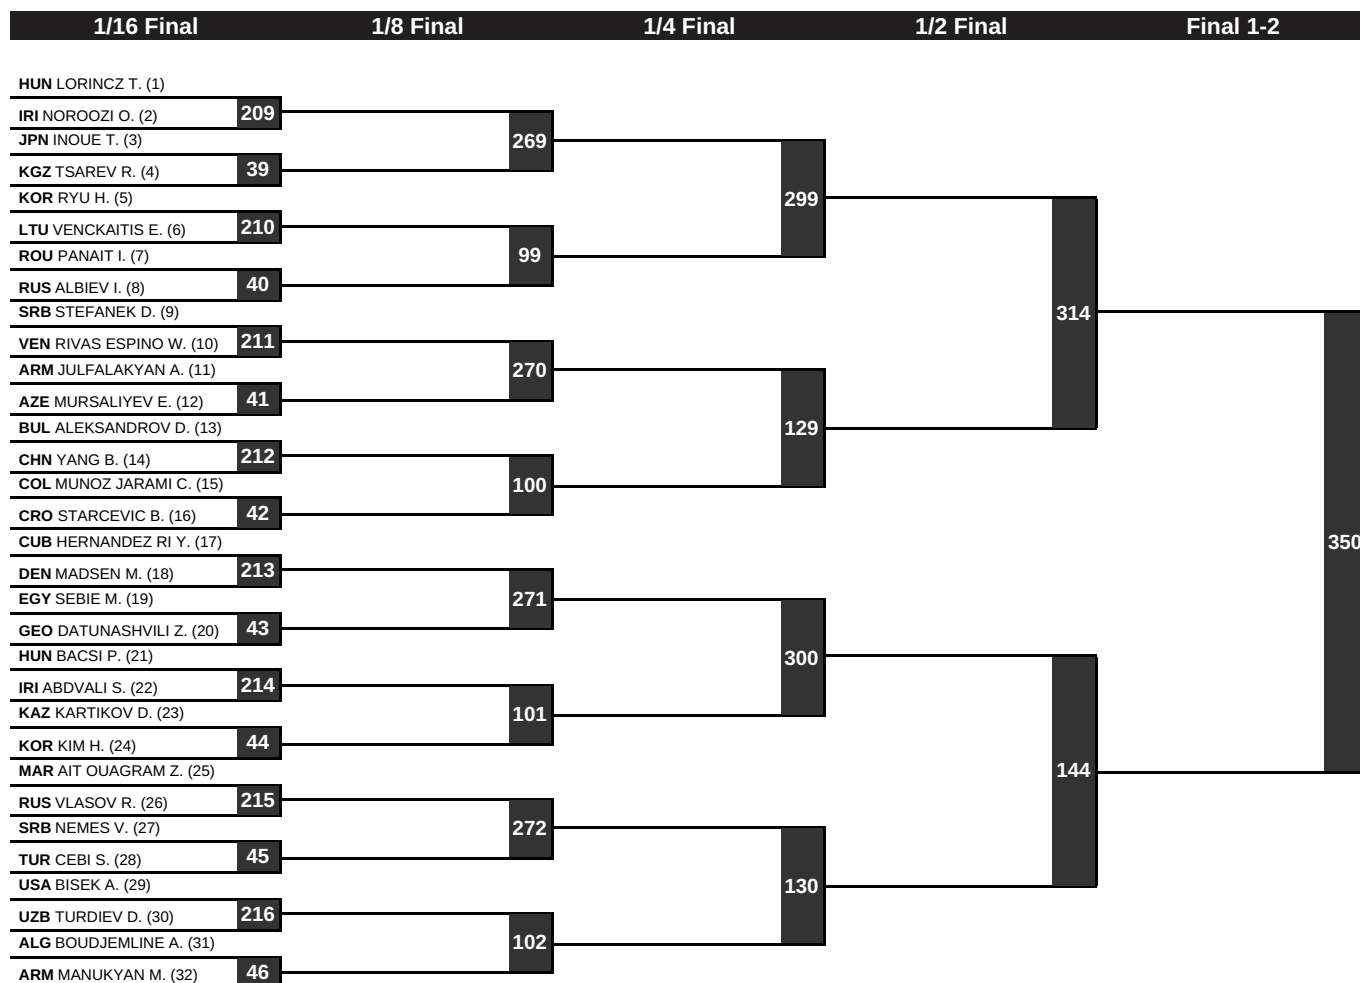 1/16 Final 1/8 Final 1/4 Final 1/2 Final Final 1-2
HUN LORINCZ T. (1)
IRI NOROOZI O. (2)
209
JPN INOUE T. (3)
269
KGZ TSAREV R. (4)
39
KOR RYU H. (5)
299
LTU VENCKAITIS E. (6)
210
ROU PANAIT I. (7)
99
RUS ALBIEV I. (8)
40
SRB STEFANEK D. (9)
314
VEN RIVAS ESPINO W. (10)
211
ARM JULFALAKYAN A. (11)
270
AZE MURSALIYEV E. (12)
41
BUL ALEKSANDROV D. (13)
129
CHN YANG B. (14)
212
COL MUNOZ JARAMI C. (15)
100
CRO STARCEVIC B. (16)
42
CUB HERNANDEZ RI Y. (17)
350
DEN MADSEN M. (18)
213
EGY SEBIE M. (19)
271
GEO DATUNASHVILI Z. (20)
43
HUN BACSI P. (21)
300
IRI ABDVALI S. (22)
214
KAZ KARTIKOV D. (23)
101
KOR KIM H. (24)
44
MAR AIT OUAGRAM Z. (25)
144
RUS VLASOV R. (26)
215
SRB NEMES V. (27)
272
TUR CEBI S. (28)
45
USA BISEK A. (29)
130
UZB TURDIEV D. (30)
216
ALG BOUDJEMLINE A. (31)
102
ARM MANUKYAN M. (32)
46